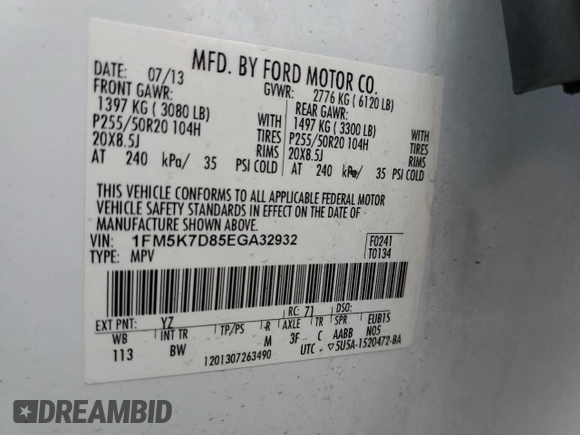 MFD. BY FORD MOTOR CO.
DATE: 07/13 GVWR: 2776 KG ( 6120 LB)
FRONT GAWR: REAR GAWR:
1397 KG ( 3080 LB) WITH 1497 KG ( 3300 LB) WITH
P255/50R20 104H TIRES P255/50R20 104H TIRES
20X8.5J RIMS 20X8.5J RIMS
AT 240 kPa/ 35 PSI COLD AT 240 kPa/ 35 PSI COLD
THIS VEHICLE CONFORMS TO ALL APPLICABLE FEDERAL MOTOR
VEHICLE SAFETY STANDARDS IN EFFECT ON THE DATE OF
MANUFACTURE SHOWN ABOVE.
VIN: 1FM5K7D85EGA32932 F0241
TYPE: MPV T0134
EXT PNT: YZ RC: 71 DSO:
WB INT TR TP/PS R AXLE TR SPR EUB1S
113 BW M 3F C AABB N05
1201307263490 UTC ▽5U5A-1520472-BA
DREAMBID